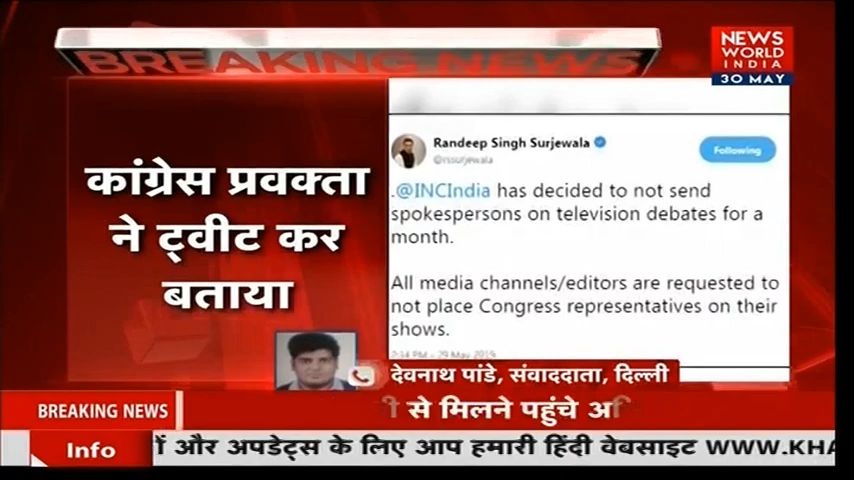 BREAKING NEWS
NEWS
WORLD
INDIA
30 MAY
कांग्रेस प्रवक्ता
ने ट्वीट कर
बताया
Randeep Singh Surjewala
@rssurjewala
Following
.@INCIndia has decided to not send
spokespersons on television debates for a
month.
All media channels/editors are requested to
not place Congress representatives on their
shows.
2:34 PM - 29 May 2019
देवनाथ पांडे, संवाददाता, दिल्ली
से मिलने पहुंचे
BREAKING NEWS
Info
और अपडेट्स के लिए आप हमारी हिंदी वेबसाइट WWW.KHA